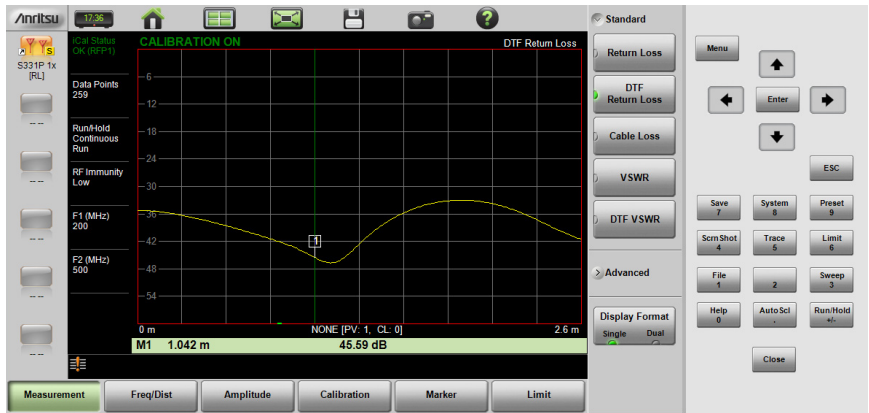 Anritsu
17:36
Standard
S331P 1x
[RL]
-- --
-- --
-- --
-- --
-- --
iCal Status
OK (RFP1)
Data Points
259
Run/Hold
Continuous
Run
RF Immunity
Low
F1 (MHz)
200
F2 (MHz)
500
CALIBRATION ON
DTF Return Loss
6
12
18
24
30
36
42
48
54
1
0 m
NONE [PV: 1, CL: 0]
2.6 m
M1 1.042 m 45.59 dB
Return Loss
DTF
Return Loss
Cable Loss
VSWR
DTF VSWR
Advanced
Display Format
Single Dual
Measurement
Freq/Dist
Amplitude
Calibration
Marker
Limit
Menu
Enter
ESC
Save
7
System
8
Preset
9
Scrn Shot
4
Trace
5
Limit
6
File
1
2
Sweep
3
Help
0
Auto Scl
.
Run/Hold
+/-
Close